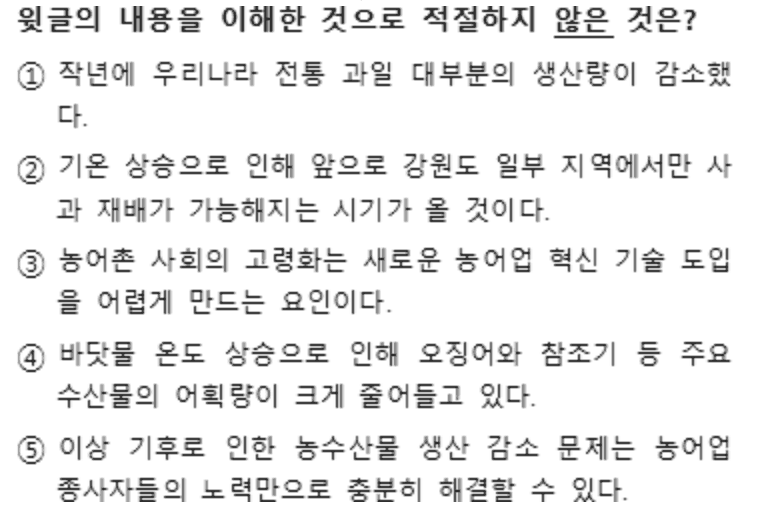 윗글의 내용을 이해한 것으로 적절하지 않은 것은?
① 작년에 우리나라 전통 과일 대부분의 생산량이 감소했
다.
② 기온 상승으로 인해 앞으로 강원도 일부 지역에서만 사
과 재배가 가능해지는 시기가 올 것이다.
③ 농어촌 사회의 고령화는 새로운 농어업 혁신 기술 도입
을 어렵게 만드는 요인이다.
④ 바닷물 온도 상승으로 인해 오징어와 참조기 등 주요
수산물의 어획량이 크게 줄어들고 있다.
⑤ 이상 기후로 인한 농수산물 생산 감소 문제는 농어업
종사자들의 노력만으로 충분히 해결할 수 있다.